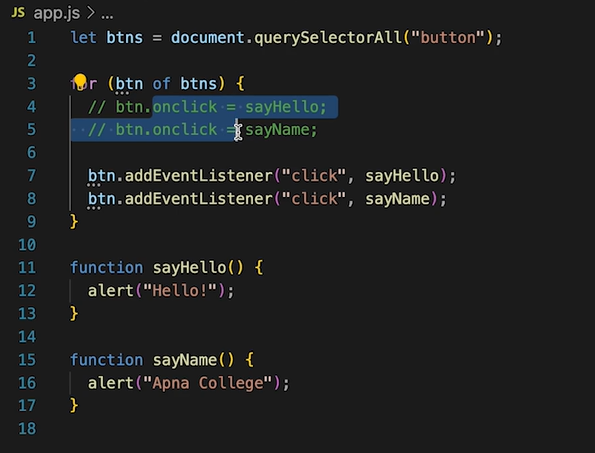 JS app.js > ...
1 let btns = document.querySelectorAll("button");
2
3 for (btn of btns) {
4 // btn.onclick = sayHello;
5 // btn.onclick = sayName;
6
7 btn.addEventListener("click", sayHello);
8 btn.addEventListener("click", sayName);
9 }
10
11 function sayHello() {
12 alert("Hello!");
13 }
14
15 function sayName() {
16 alert("Apna College");
17 }
18